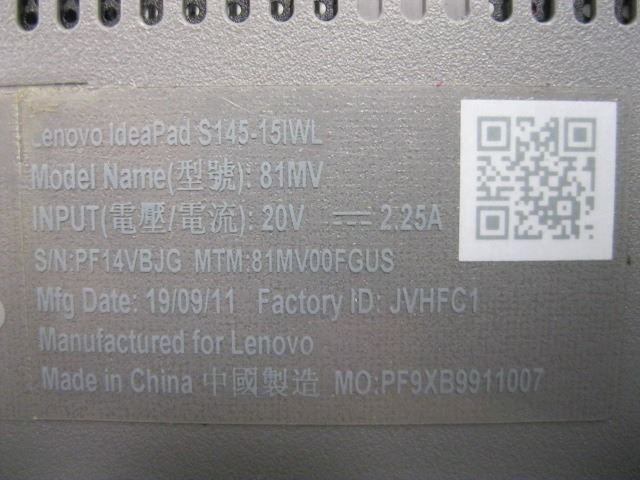 Lenovo IdeaPad S145-15IWL
Model Name(型號): 81MV
INPUT(電壓/電流): 20V ⎓ 2.25A
S/N:PF14VBJG MTM:81MV00FGUS
Mfg Date: 19/09/11 Factory ID: JVHFC1
Manufactured for Lenovo
Made in China 中國製造 MO:PF9XB9911007